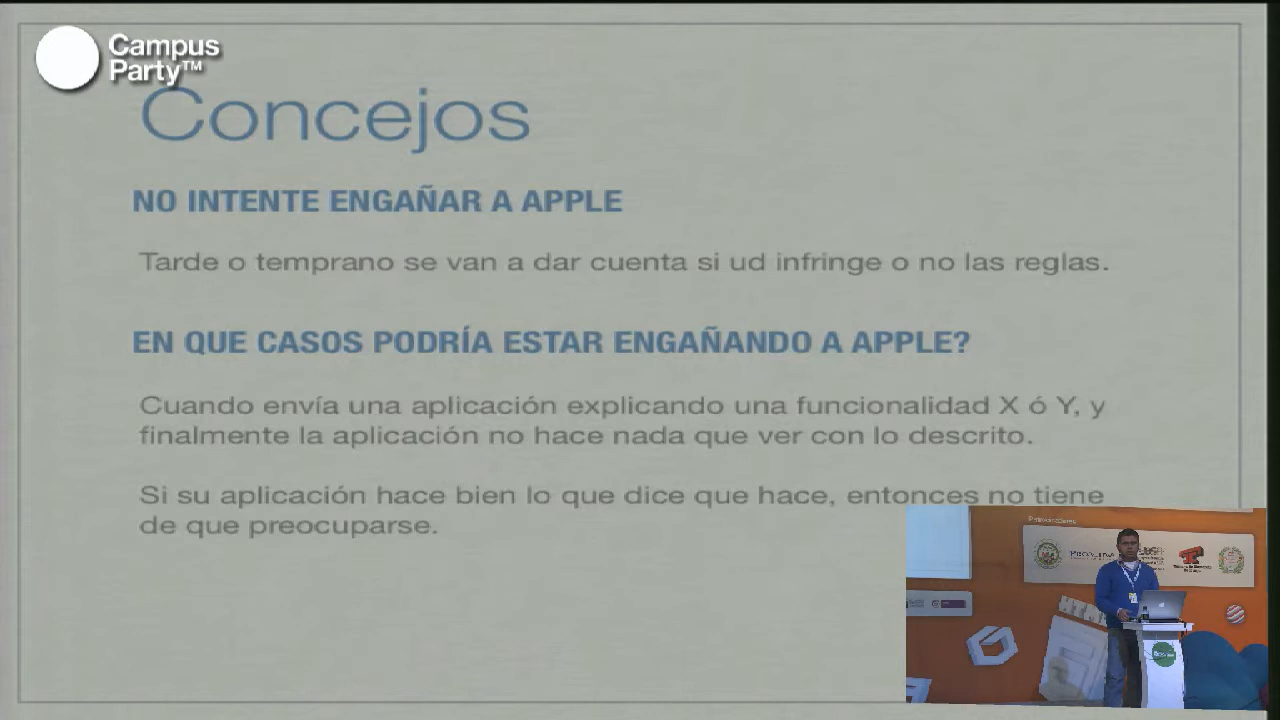 Campus
Party™
Concejos
NO INTENTE ENGAÑAR A APPLE
Tarde o temprano se van a dar cuenta si ud infringe o no las reglas.
EN QUE CASOS PODRÍA ESTAR ENGAÑANDO A APPLE?
Cuando envía una aplicación explicando una funcionalidad X ó Y, y
finalmente la aplicación no hace nada que ver con lo descrito.
Si su aplicación hace bien lo que dice que hace, entonces no tiene
de que preocuparse.